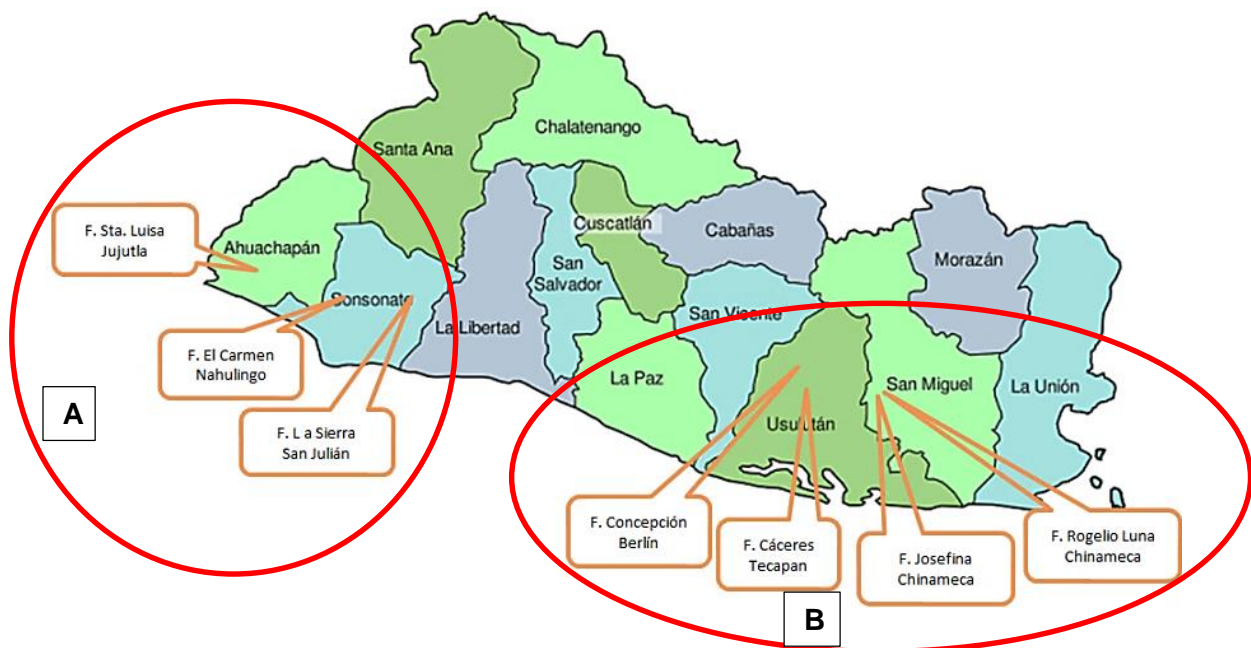 Chalatenango
Santa Ana
Cuscatlán
Cabañas
F. Sta. Luisa
Jujutla
Ahuachapán
San
Salvador
Morazán
Sonsonate
San Vicente
La Libertad
F. El Carmen
Nahulingo
La Paz
San Miguel
La Unión
A
F. L a Sierra
San Julián
Usulután
F. Concepción
Berlín
F. Cáceres
Tecapan
F. Josefina
Chinameca
F. Rogelio Luna
Chinameca
B